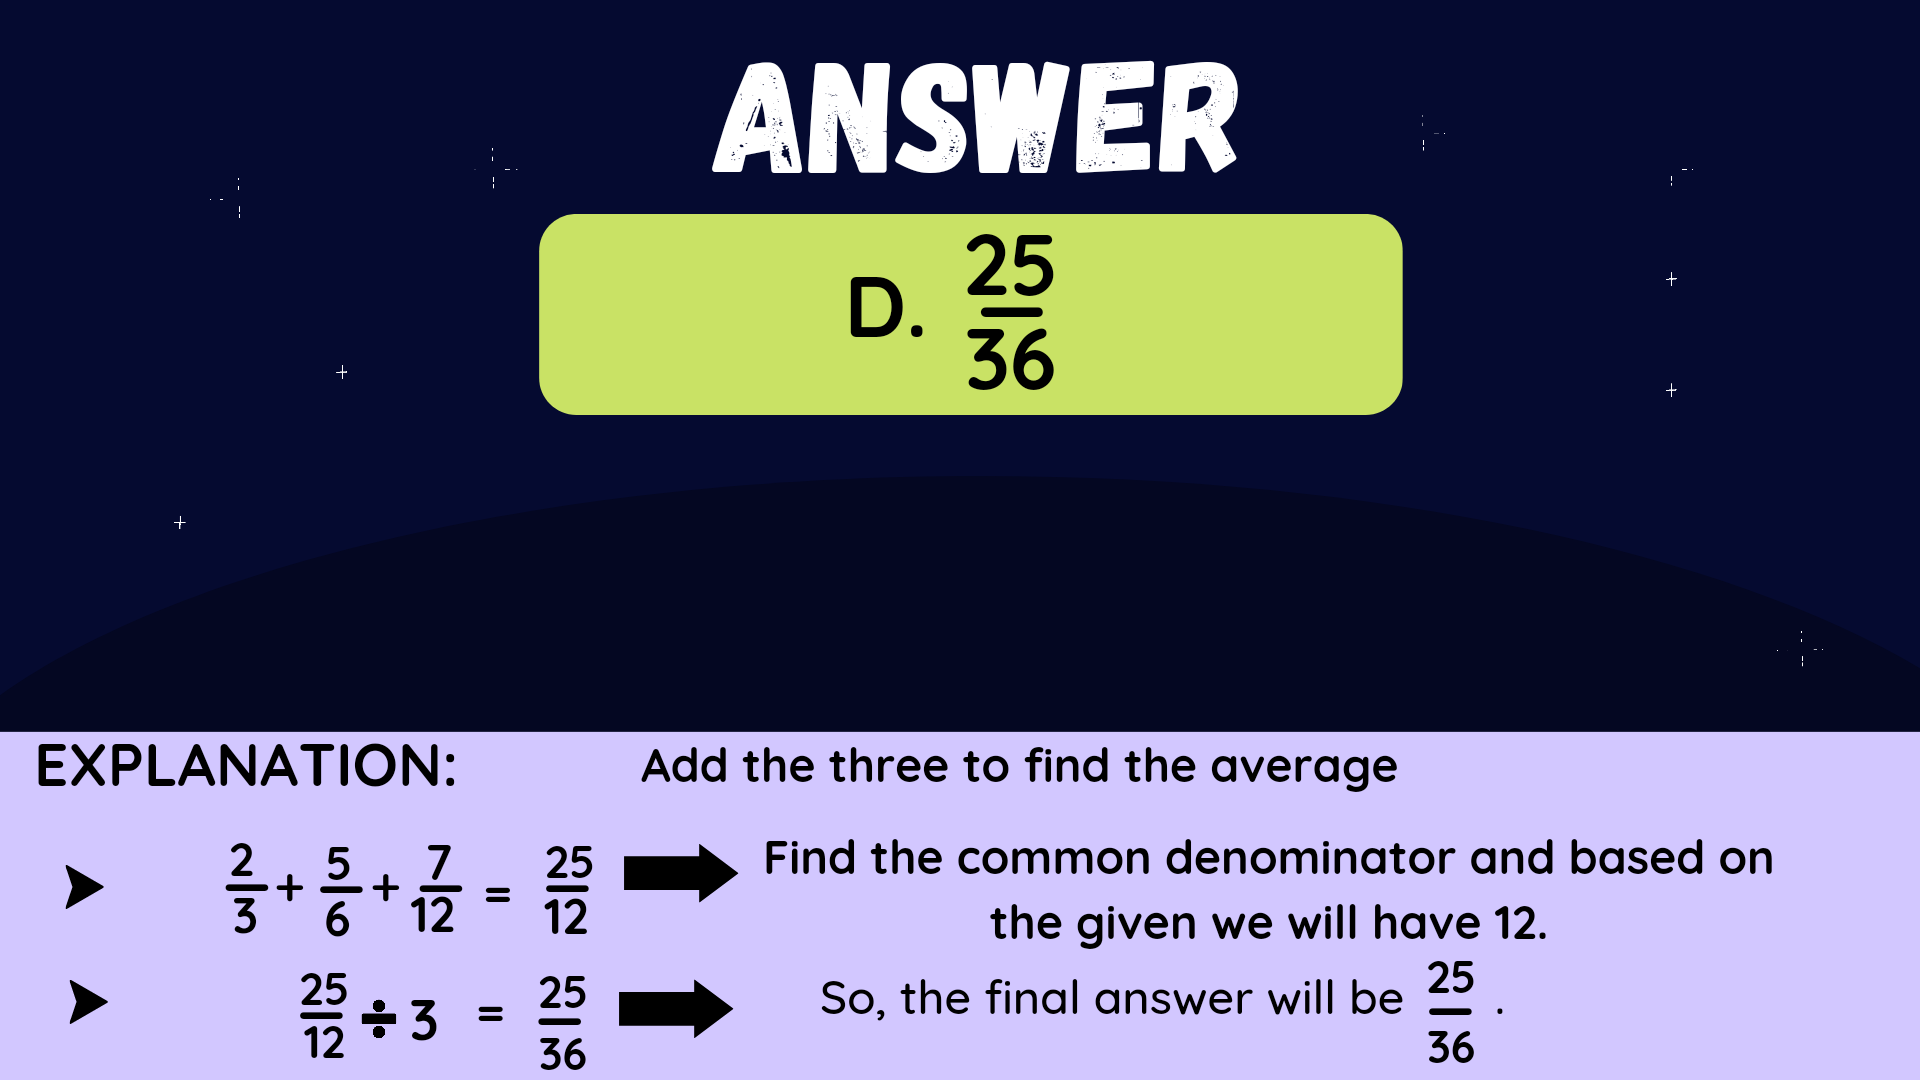 ANSWER
D. 25/36
EXPLANATION: Add the three to find the average
➤ 2/3 + 5/6 + 7/12 = 25/12 ➡ Find the common denominator and based on
the given we will have 12.
➤ 25/12 ÷ 3 = 25/36 ➡ So, the final answer will be 25/36 .